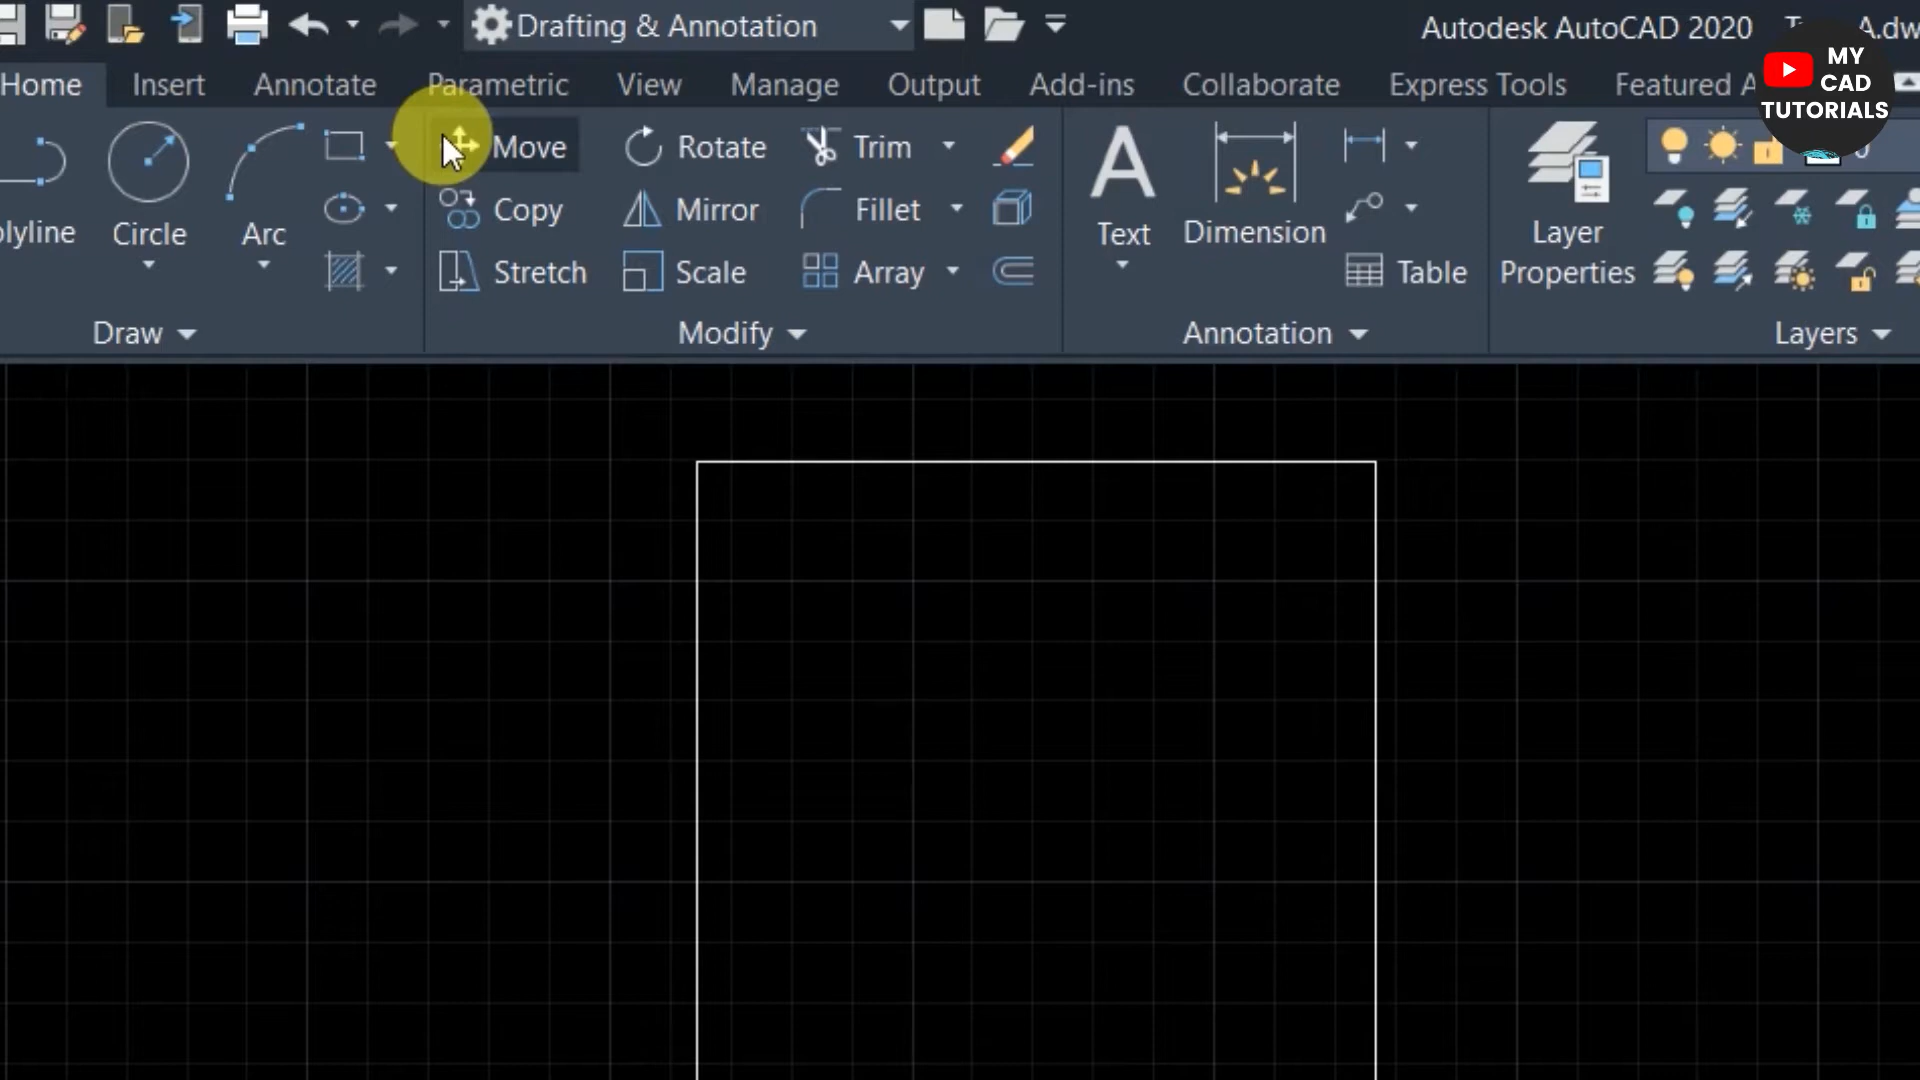 Drafting & Annotation
Autodesk AutoCAD 2020
MY
CAD
TUTORIALS
Home Insert Annotate Parametric View Manage Output Add-ins Collaborate Express Tools Featured A
Move Rotate Trim
Copy Mirror Fillet
Stretch Scale Array
Circle Arc
Text Dimension Table
Layer
Properties
Draw Modify Annotation Layers